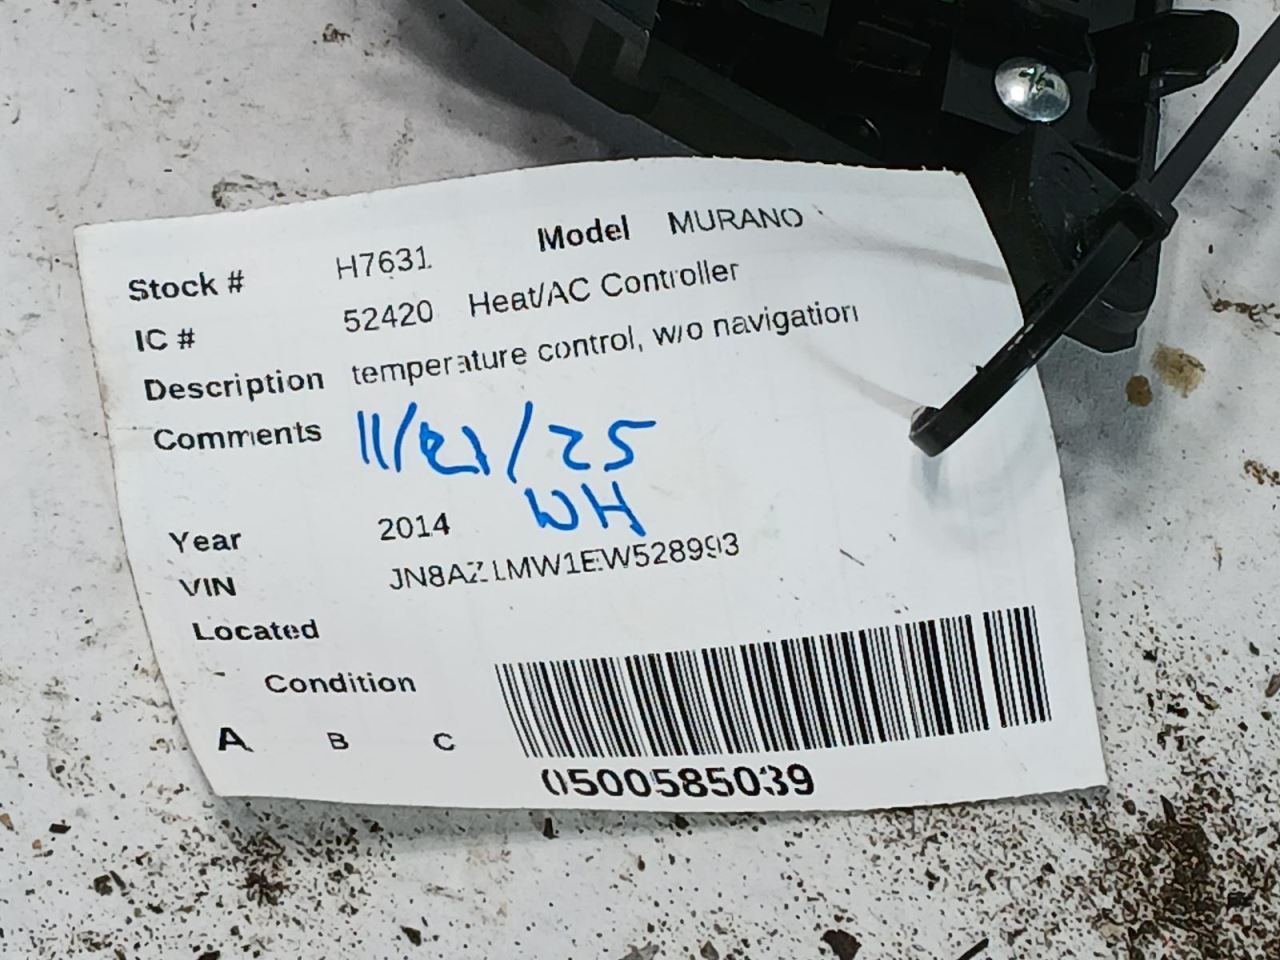 Stock # H7631 Model MURANO
IC # 52420 Heat/AC Controller
Description temperature control, w/o navigation
Comments 11/21/25
WH
Year 2014
VIN JN8AZ1MW1EW528993
Located
Condition
A B C
0500585039